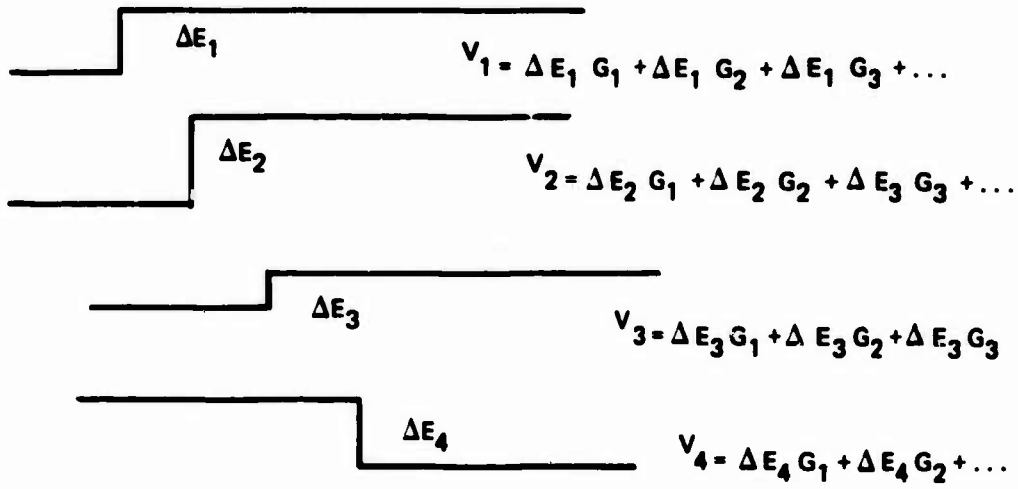 ΔE₁
V₁ = ΔE₁ G₁ + ΔE₁ G₂ + ΔE₁ G₃ + ...
ΔE₂
V₂ = ΔE₂ G₁ + ΔE₂ G₂ + ΔE₃ G₃ + ...
ΔE₃
V₃ = ΔE₃ G₁ + ΔE₃ G₂ + ΔE₃ G₃
ΔE₄
V₄ = ΔE₄ G₁ + ΔE₄ G₂ + ...